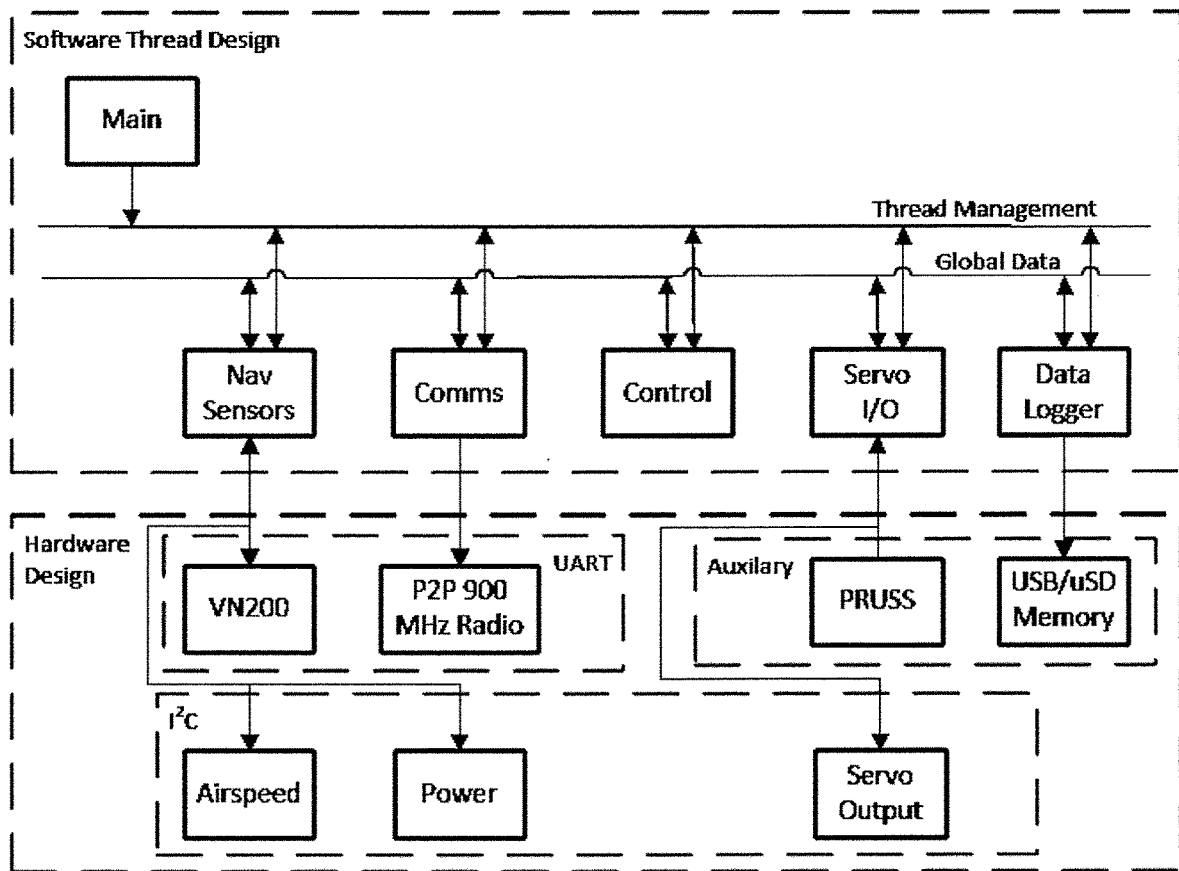 Software Thread Design
Main
Thread Management
Global Data
Nav
Sensors
Comms
Control
Servo
I/O
Data
Logger
Hardware
Design
UART
VN200
P2P 900
MHz Radio
Auxilary
PRUSS
USB/uSD
Memory
I²C
Airspeed
Power
Servo
Output